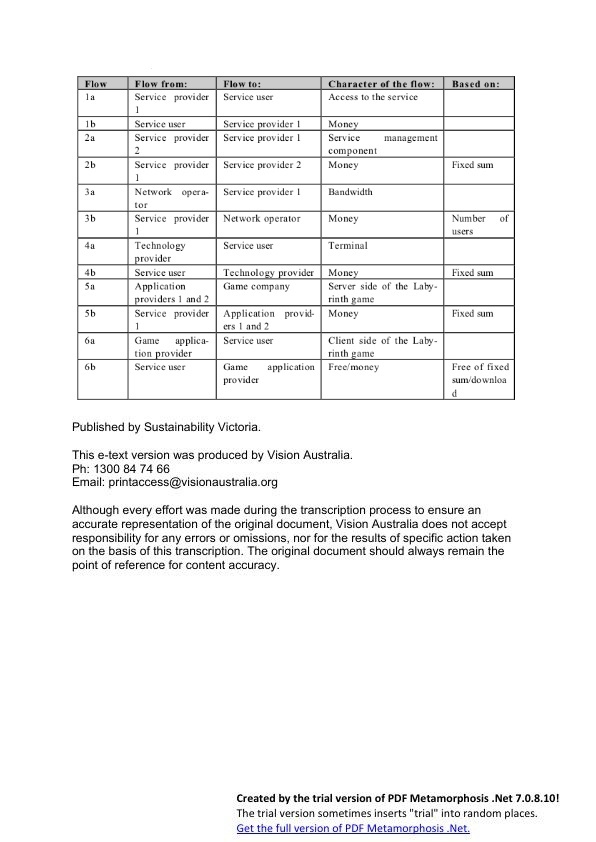 Flow Flow from: Flow to: Character of the flow: Based on:
1a Service provider Service user Access to the service
1
1b Service user Service provider 1 Money
2a Service provider Service provider 1 Service management
2 component
2b Service provider Service provider 2 Money Fixed sum
1
3a Network opera- Service provider 1 Bandwidth
tor
3b Service provider Network operator Money Number of
1 users
4a Technology Service user Terminal
provider
4b Service user Technology provider Money Fixed sum
5a Application Game company Server side of the Laby-
providers 1 and 2 rinth game
5b Service provider Application provid- Money Fixed sum
1 ers 1 and 2
6a Game applica- Service user Client side of the Laby-
tion provider rinth game
6b Service user Game application Free/money Free of fixed
provider sum/downloa
d
Published by Sustainability Victoria.
This e-text version was produced by Vision Australia.
Ph: 1300 84 74 66
Email: printaccess@visionaustralia.org
Although every effort was made during the transcription process to ensure an
accurate representation of the original document, Vision Australia does not accept
responsibility for any errors or omissions, nor for the results of specific action taken
on the basis of this transcription. The original document should always remain the
point of reference for content accuracy.
Created by the trial version of PDF Metamorphosis .Net 7.0.8.10!
The trial version sometimes inserts "trial" into random places.
Get the full version of PDF Metamorphosis .Net.